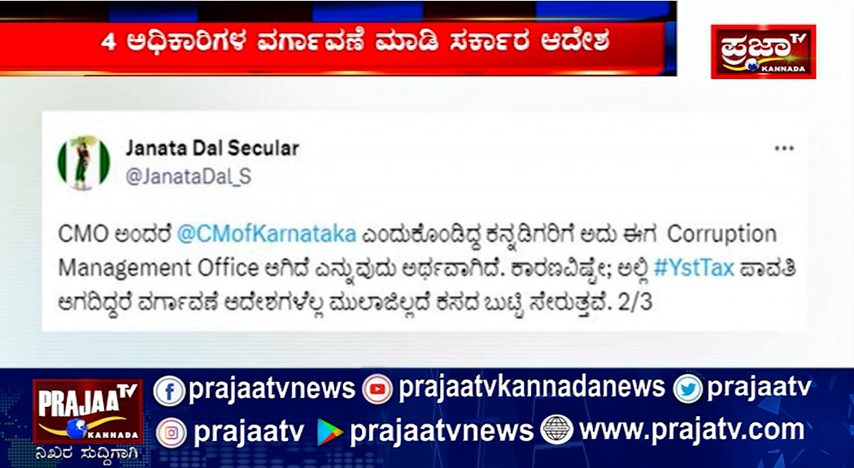 4 ಅಧಿಕಾರಿಗಳ ವರ್ಗಾವಣೆ ಮಾಡಿ ಸರ್ಕಾರ ಆದೇಶ
ಪ್ರಜಾ TV
KANNADA
Janata Dal Secular
@JanataDal_S
CMO ಅಂದರೆ @CMofKarnataka ಎಂದುಕೊಂಡಿದ್ದ ಕನ್ನಡಿಗರಿಗೆ ಅದು ಈಗ Corruption
Management Office ಆಗಿದೆ ಎನ್ನುವುದು ಅರ್ಥವಾಗಿದೆ. ಕಾರಣವಿಷ್ಟೇ; ಅಲ್ಲಿ #YstTax ಪಾವತಿ
ಆಗದಿದ್ದರೆ ವರ್ಗಾವಣೆ ಆದೇಶಗಳೆಲ್ಲ ಮುಲಾಜಿಲ್ಲದೆ ಕಸದ ಬುಟ್ಟಿ ಸೇರುತ್ತವೆ. 2/3
PRAJAA TV
KANNADA
ನಿಖರ ಸುದ್ದಿಗಾಗಿ
prajaatvnews prajaatvkannadanews prajaatv
prajaatv prajaatvnews www.prajatv.com